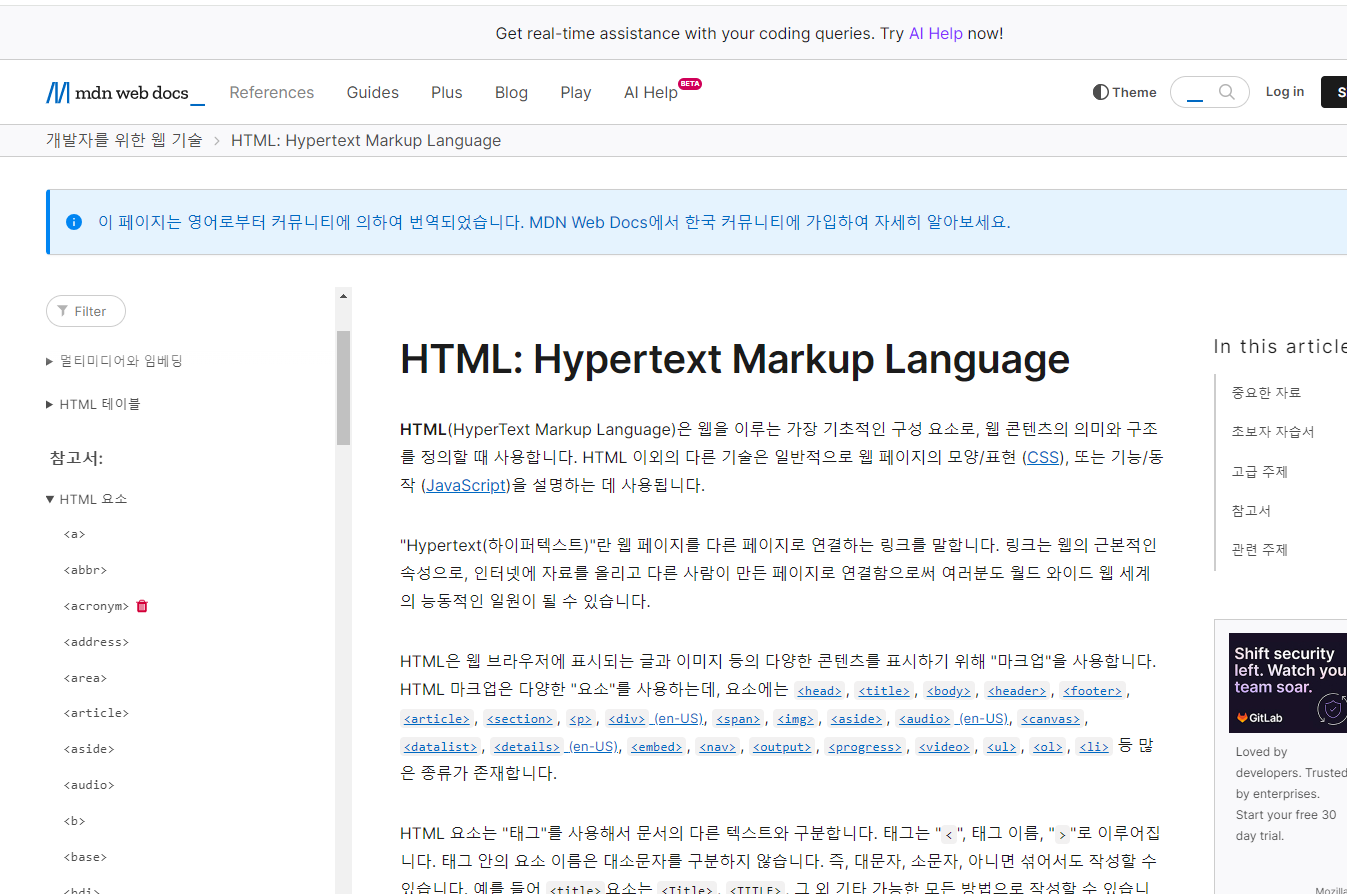 Get real-time assistance with your coding queries. Try AI Help now!
mdn web docs_
References Guides Plus Blog Play AI Help BETA
Theme
Log in
S
개발자를 위한 웹 기술 > HTML: Hypertext Markup Language
이 페이지는 영어로부터 커뮤니티에 의하여 번역되었습니다. MDN Web Docs에서 한국 커뮤니티에 가입하여 자세히 알아보세요.
Filter
멀티미디어와 임베딩
HTML 테이블
참고서:
HTML 요소
<a>
<abbr>
<acronym>
<address>
<area>
<article>
<aside>
<audio>
<b>
<base>
<bdi>
HTML: Hypertext Markup Language
HTML(HyperText Markup Language)은 웹을 이루는 가장 기초적인 구성 요소로, 웹 콘텐츠의 의미와 구조
를 정의할 때 사용합니다. HTML 이외의 다른 기술은 일반적으로 웹 페이지의 모양/표현 (CSS), 또는 기능/동
작 (JavaScript)을 설명하는 데 사용됩니다.
"Hypertext(하이퍼텍스트)"란 웹 페이지를 다른 페이지로 연결하는 링크를 말합니다. 링크는 웹의 근본적인
속성으로, 인터넷에 자료를 올리고 다른 사람이 만든 페이지로 연결함으로써 여러분도 월드 와이드 웹 세계
의 능동적인 일원이 될 수 있습니다.
HTML은 웹 브라우저에 표시되는 글과 이미지 등의 다양한 콘텐츠를 표시하기 위해 "마크업"을 사용합니다.
HTML 마크업은 다양한 "요소"를 사용하는데, 요소에는 <head>, <title>, <body>, <header>, <footer>,
<article>, <section>, <p>, <div> (en-US), <span>, <img>, <aside>, <audio> (en-US), <canvas>,
<datalist>, <details> (en-US), <embed>, <nav>, <output>, <progress>, <video>, <ul>, <ol>, <li> 등 많
은 종류가 존재합니다.
HTML 요소는 "태그"를 사용해서 문서의 다른 텍스트와 구분합니다. 태그는 "<", 태그 이름, ">"로 이루어집
니다. 태그 안의 요소 이름은 대소문자를 구분하지 않습니다. 즉, 대문자, 소문자, 아니면 섞어서도 작성할 수
있습니다. 예를 들어 <title>요소는 <Title>, <TITLE>, 그 외 기타 가능한 모든 방법으로 작성할 수 있습니
In this article
중요한 자료
초보자 자습서
고급 주제
참고서
관련 주제
Shift security
left. Watch you
team soar.
GitLab
Loved by
developers. Trusted
by enterprises.
Start your free 30
day trial.
Mozilla